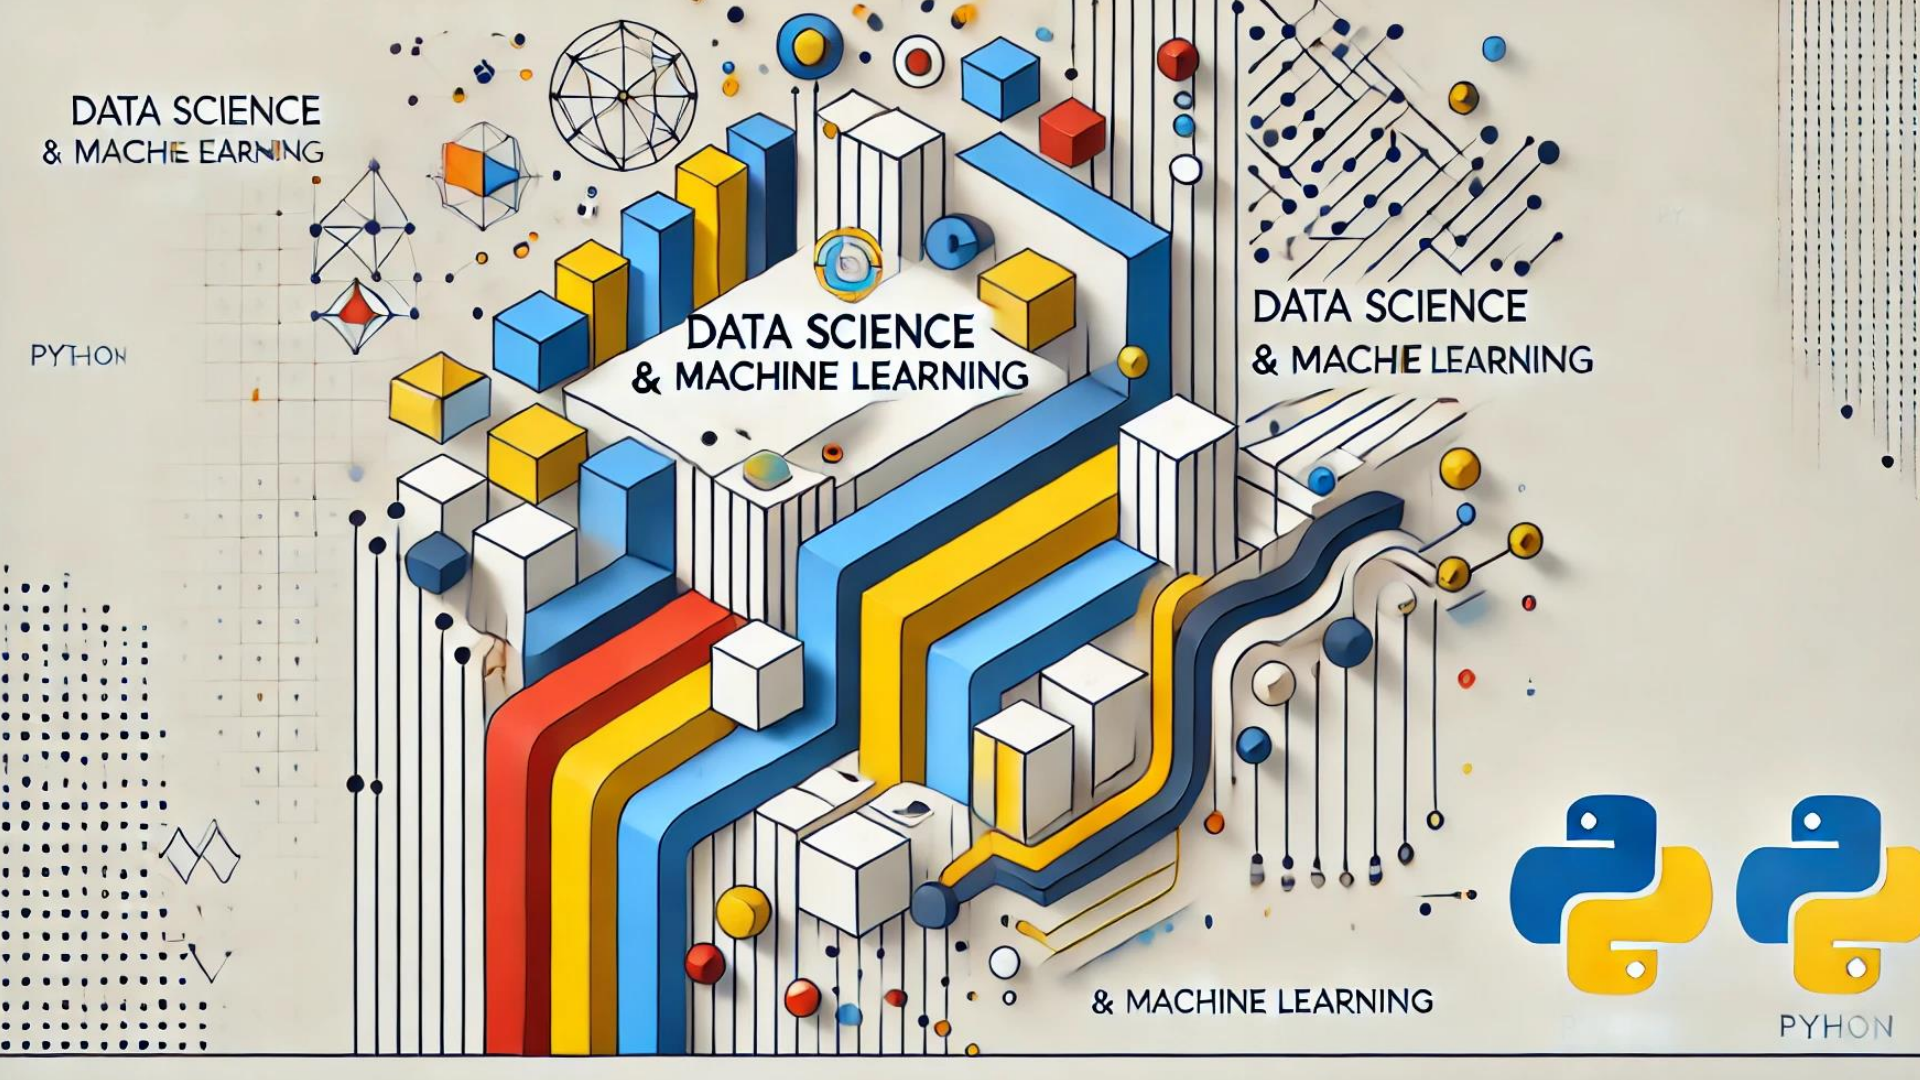 DATA SCIENCE
& MACHE EARNING
PYTHON
DATA SCIENCE
& MACHINE LEARNING
DATA SCIENCE
& MACHE LEARNING
& MACHINE LEARNING
PYHON